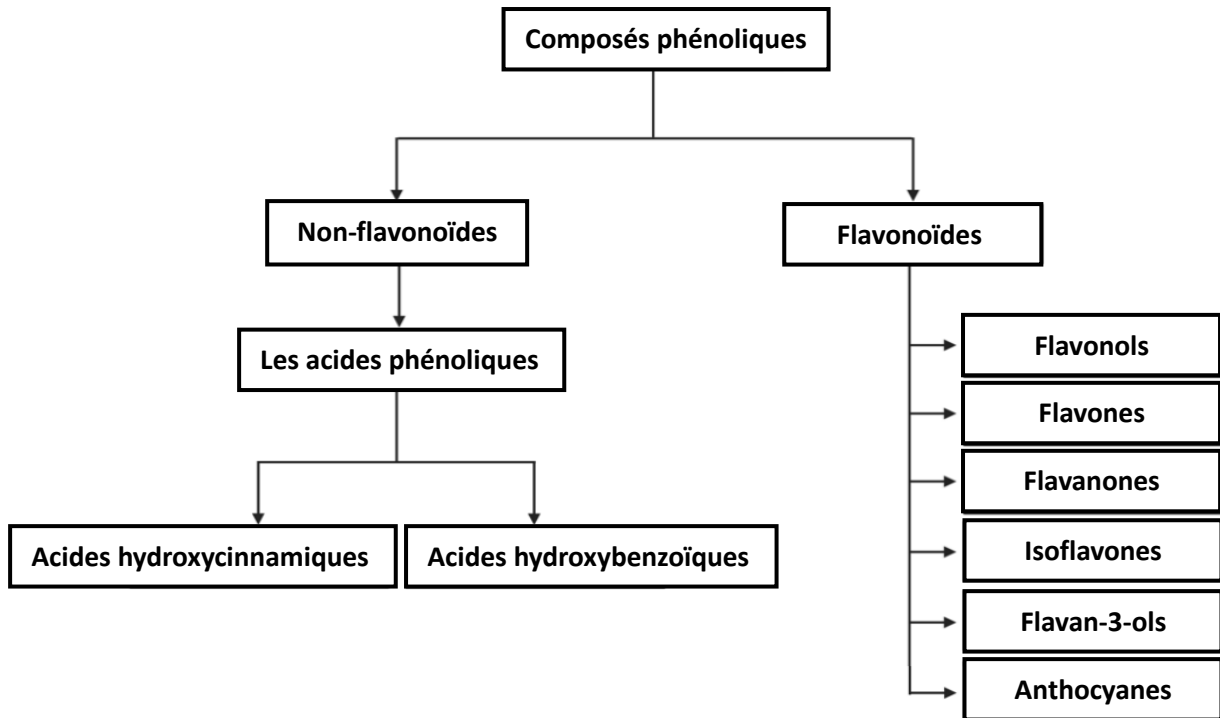 Composés phénoliques
Non-flavonoïdes
Flavonoïdes
Les acides phénoliques
Flavonols
Flavones
Flavanones
Isoflavones
Flavan-3-ols
Anthocyanes
Acides hydroxycinnamiques
Acides hydroxybenzoïques